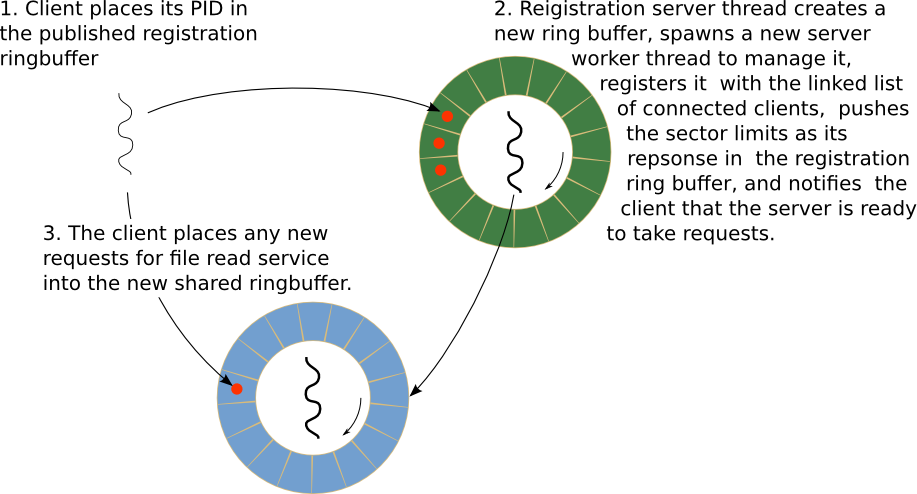 1. Client places its PID in
the published registration
ringbuffer
2. Reigistration server thread creates a
new ring buffer, spawns a new server
worker thread to manage it,
registers it  with the linked list
of connected clients,  pushes
the sector limits as its
repsonse in  the registration
ring buffer, and notifies  the
client that the server is ready
to take requests.
3. The client places any new
requests for file read service
into the new shared ringbuffer.